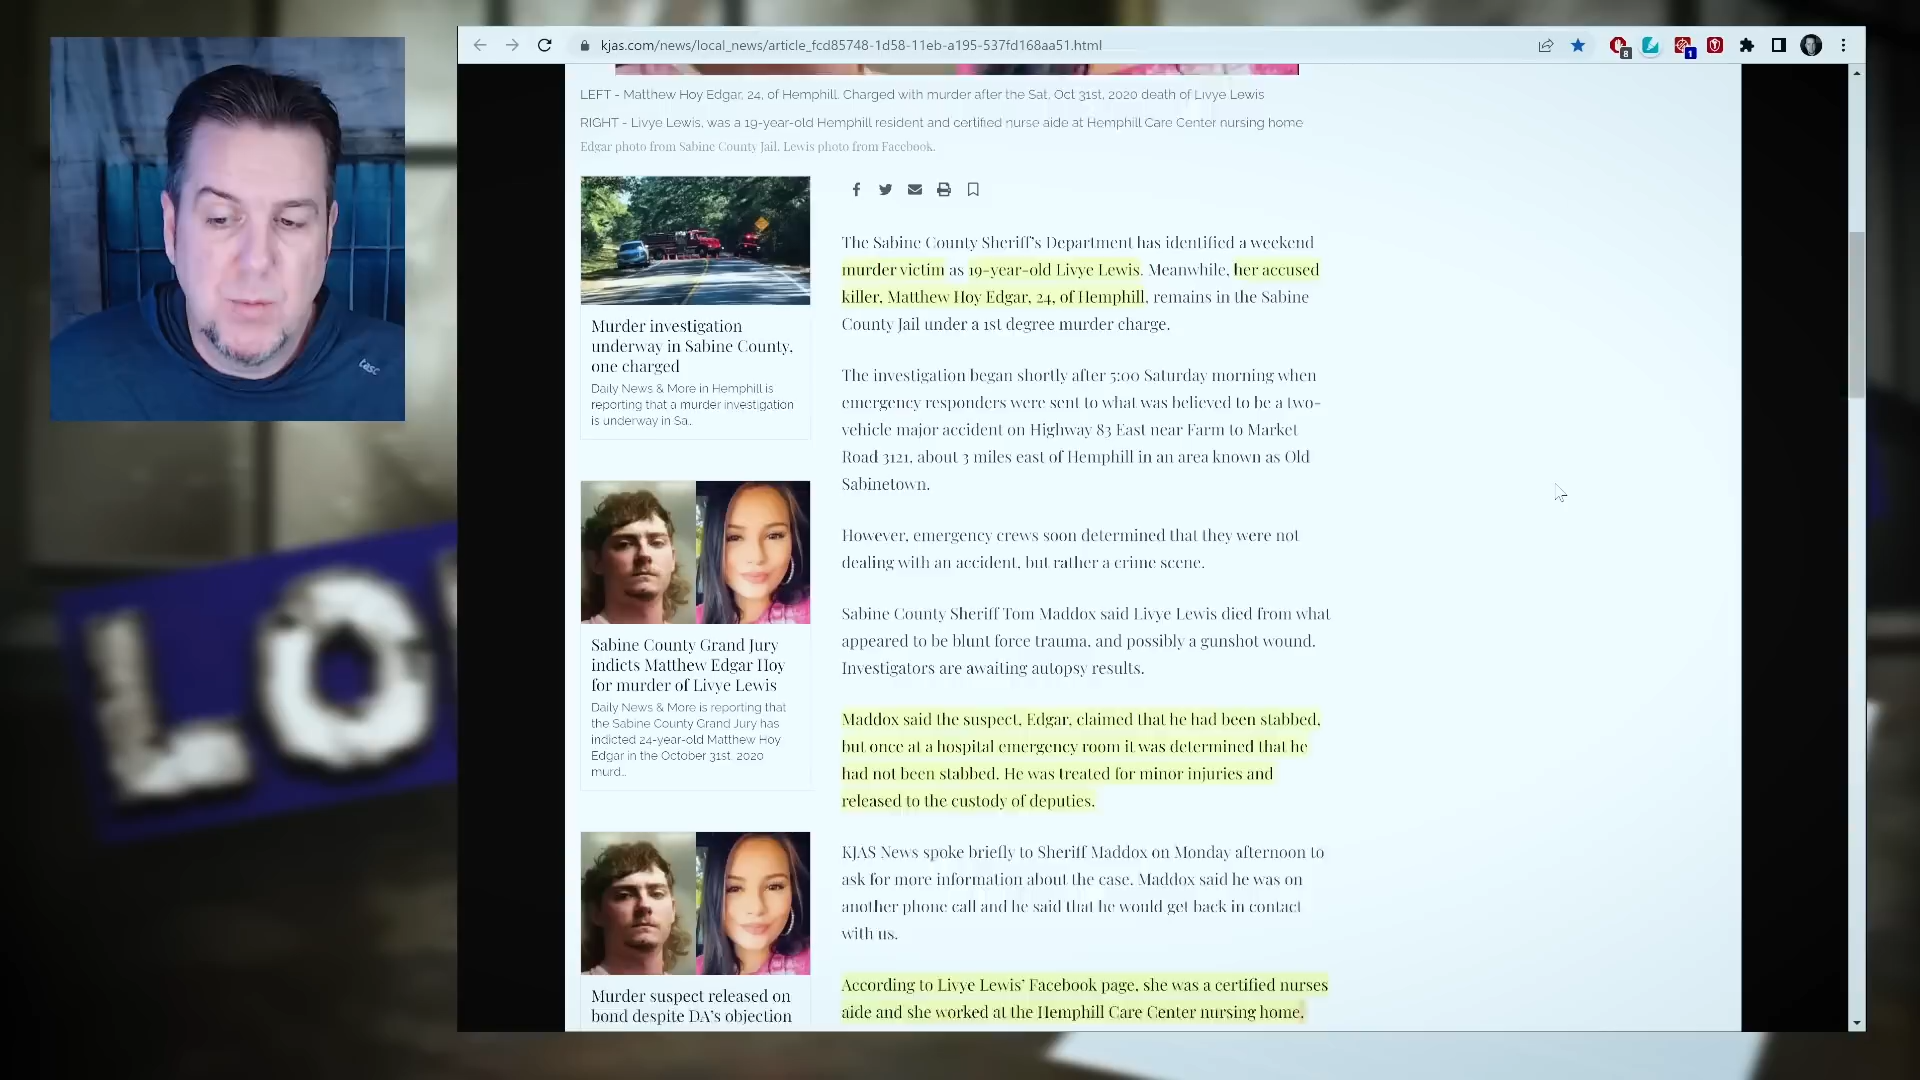 kjas.com/news/local_news/article_fcd85748-1d58-11eb-a195-537fd168aa51.html
8
1
LEFT - Matthew Hoy Edgar, 24, of Hemphill. Charged with murder after the Sat, Oct 31st, 2020 death of Livye Lewis
RIGHT - Livye Lewis, was a 19-year-old Hemphill resident and certified nurse aide at Hemphill Care Center nursing home
Edgar photo from Sabine County Jail. Lewis photo from Facebook.
Murder investigation
underway in Sabine County,
one charged
Daily News & More in Hemphill is
reporting that a murder investigation
is underway in Sa...
Sabine County Grand Jury
indicts Matthew Edgar Hoy
for murder of Livye Lewis
Daily News & More is reporting that
the Sabine County Grand Jury has
indicted 24-year-old Matthew Hoy
Edgar in the October 31st, 2020
murd...
Murder suspect released on
bond despite DA's objection
The Sabine County Sheriff's Department has identified a weekend
murder victim as 19-year-old Livye Lewis. Meanwhile, her accused
killer, Matthew Hoy Edgar, 24, of Hemphill, remains in the Sabine
County Jail under a 1st degree murder charge.
The investigation began shortly after 5:00 Saturday morning when
emergency responders were sent to what was believed to be a two-
vehicle major accident on Highway 83 East near Farm to Market
Road 3121, about 3 miles east of Hemphill in an area known as Old
Sabinetown.
However, emergency crews soon determined that they were not
dealing with an accident, but rather a crime scene.
Sabine County Sheriff Tom Maddox said Livye Lewis died from what
appeared to be blunt force trauma, and possibly a gunshot wound.
Investigators are awaiting autopsy results.
Maddox said the suspect, Edgar, claimed that he had been stabbed,
but once at a hospital emergency room it was determined that he
had not been stabbed. He was treated for minor injuries and
released to the custody of deputies.
KJAS News spoke briefly to Sheriff Maddox on Monday afternoon to
ask for more information about the case. Maddox said he was on
another phone call and he said that he would get back in contact
with us.
According to Livye Lewis' Facebook page, she was a certified nurses
aide and she worked at the Hemphill Care Center nursing home.
tasc
LO